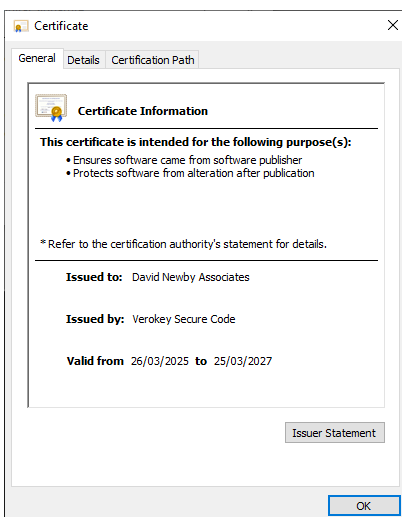 Certificate
General Details Certification Path
Certificate Information
This certificate is intended for the following purpose(s):
• Ensures software came from software publisher
• Protects software from alteration after publication
* Refer to the certification authority's statement for details.
Issued to: David Newby Associates
Issued by: Verokey Secure Code
Valid from 26/03/2025 to 25/03/2027
Issuer Statement
OK